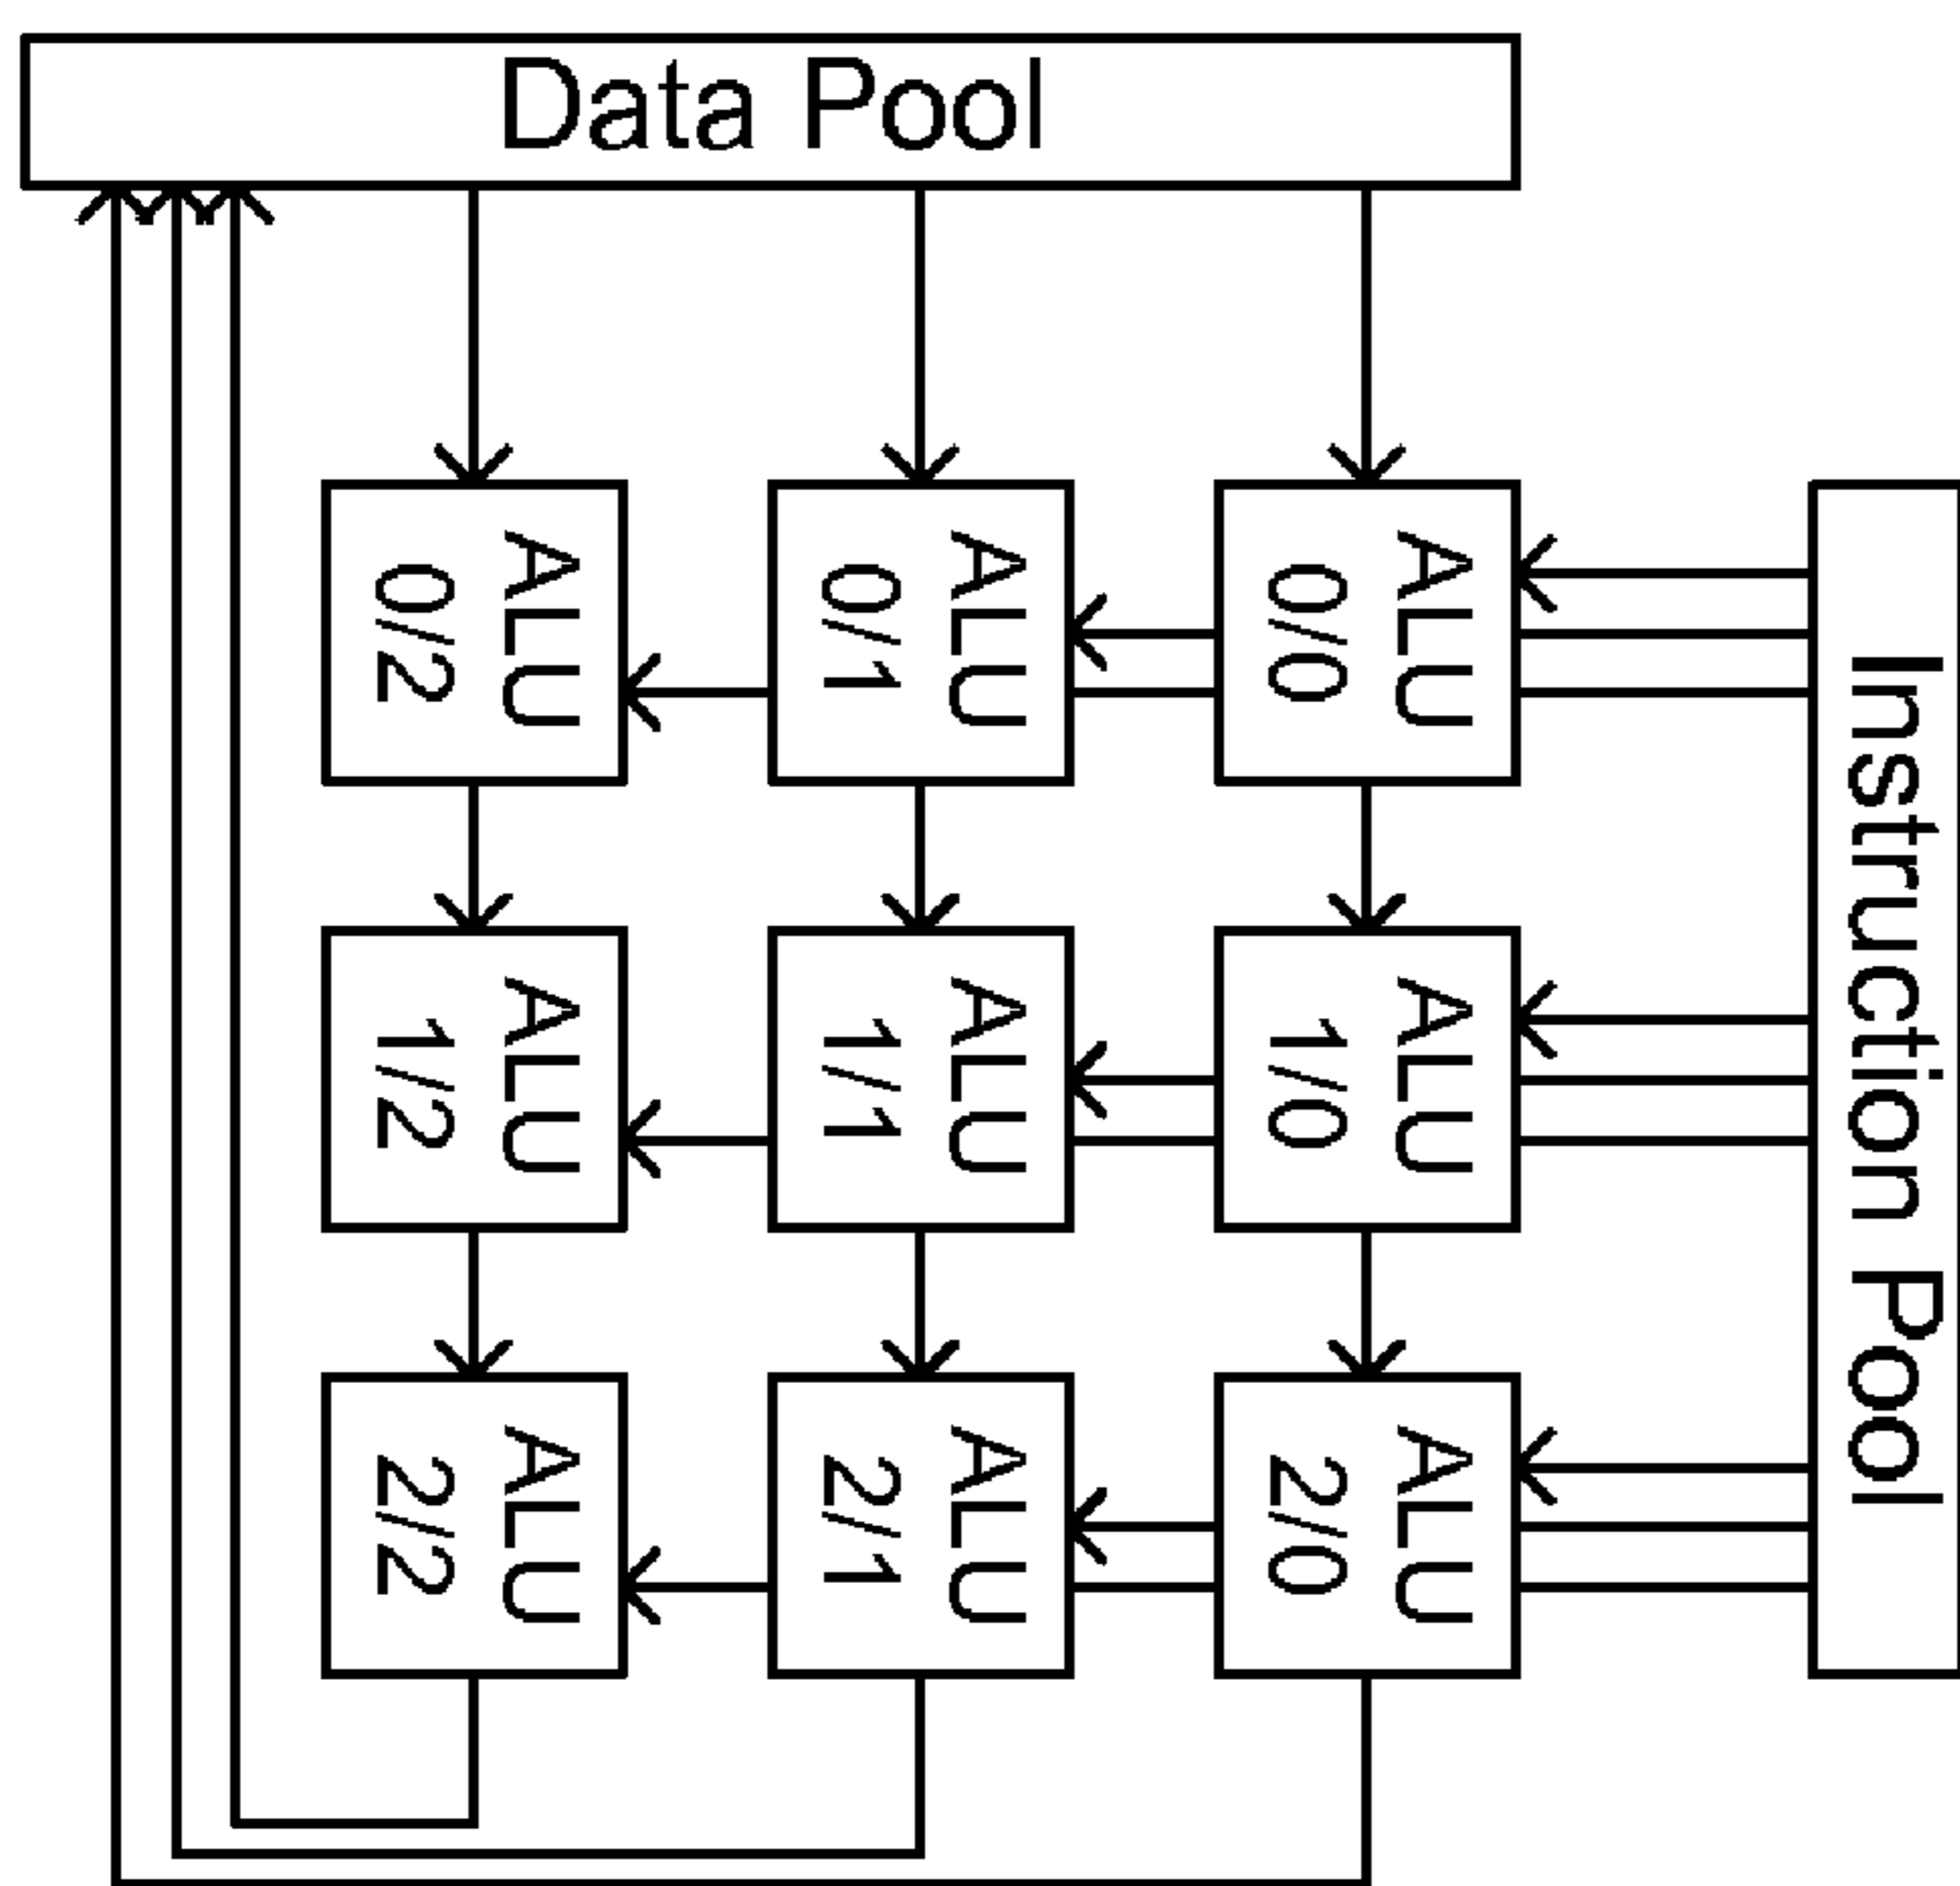 Data Pool
ALU
0/2
ALU
0/1
ALU
0/0
ALU
1/2
ALU
1/1
ALU
1/0
ALU
2/2
ALU
2/1
ALU
2/0
Instruction Pool